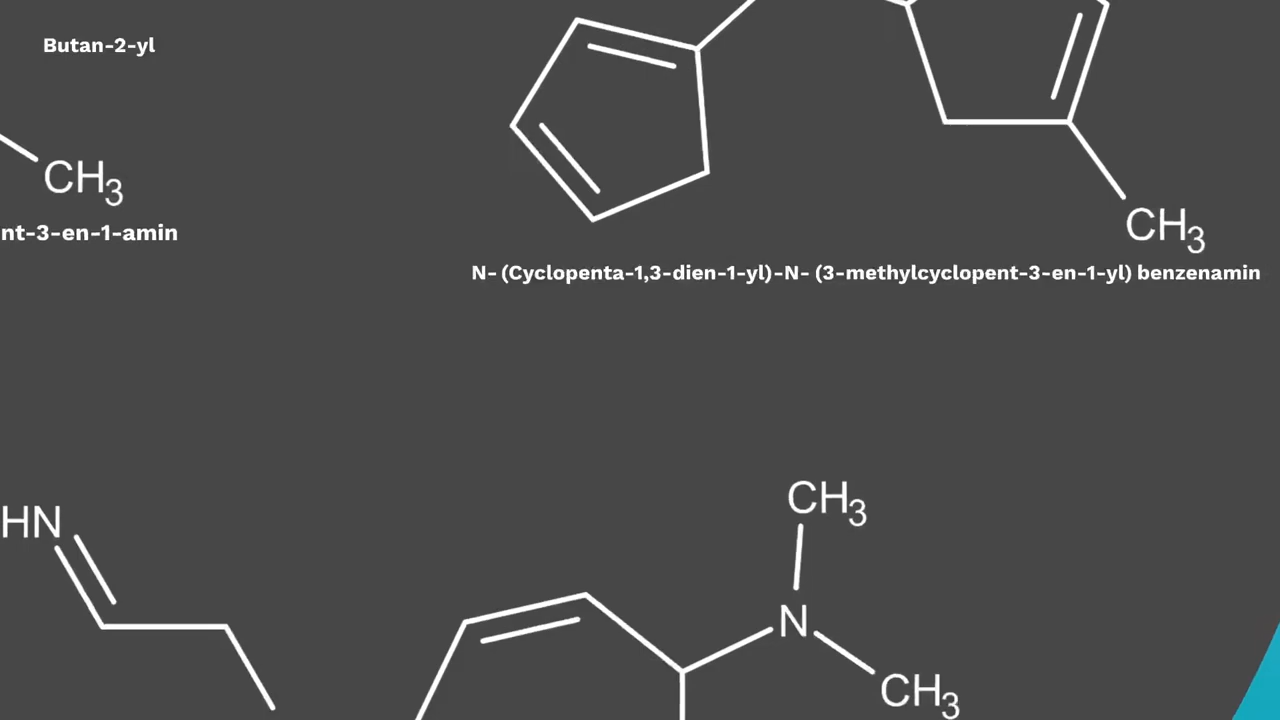 Butan-2-yl
CH3
nt-3-en-1-amin
CH3
N- (Cyclopenta-1,3-dien-1-yl)-N- (3-methylcyclopent-3-en-1-yl) benzenamin
CH3
HN
N
CH3